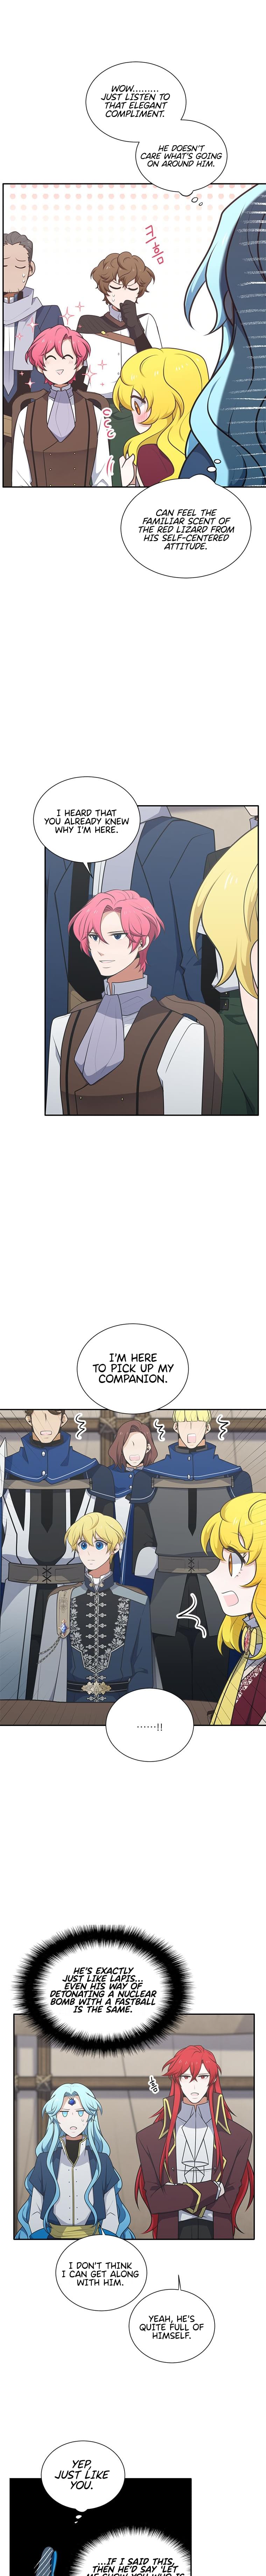 WOW.........
JUST LISTEN TO
THAT ELEGANT
COMPLIMENT.
HE DOESN'T
CARE WHAT'S GOING
ON AROUND HIM.
크흠
CAN FEEL THE
FAMILIAR SCENT OF
THE RED LIZARD FROM
HIS SELF-CENTERED
ATTITUDE.
I HEARD THAT
YOU ALREADY KNEW
WHY I'M HERE.
I'M HERE
TO PICK UP MY
COMPANION.
......!!
HE'S EXACTLY
JUST LIKE LAPIS...
EVEN HIS WAY OF
DETONATING A NUCLEAR
BOMB WITH A FASTBALL
IS THE SAME.
I DON'T THINK
I CAN GET ALONG
WITH HIM.
YEAH, HE'S
QUITE FULL OF
HIMSELF.
YEP,
JUST LIKE
YOU.
...IF I SAID THIS,
THEN HE'D SAY 'LET